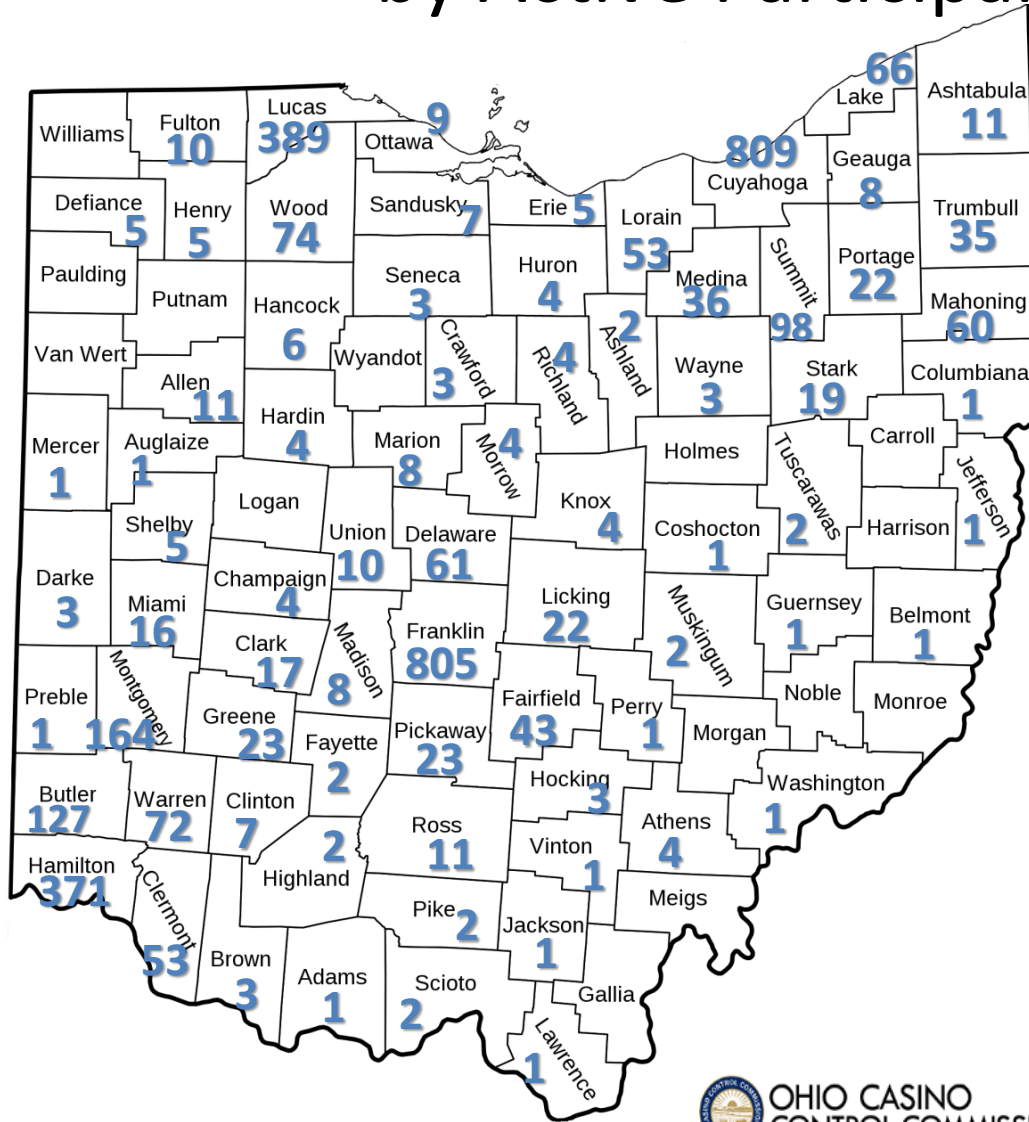 by Active Participa
66
Lake
Ashtabula
11
Lucas
389
9
Ottawa
Williams
Fulton
10
809
Cuyahoga
Geauga
8
Defiance
5
Henry
5
Wood
74
Sandusky
7
Erie 5
Lorain
53
Trumbull
35
Paulding
Putnam
Hancock
6
Seneca
3
Huron
4
Medina
36
Summit
98
Portage
22
Mahoning
60
Van Wert
Allen
11
Wyandot
Crawford
3
Richland
4
Ashland
2
Wayne
3
Stark
19
Columbiana
1
Mercer
1
Auglaize
1
Hardin
4
Marion
8
Morrow
4
Holmes
Tuscarawas
2
Carroll
Jefferson
1
Shelby
5
Logan
Union
10
Delaware
61
Knox
4
Coshocton
1
Harrison
Darke
3
Miami
16
Champaign
4
Clark
17
Madison
8
Franklin
805
Licking
22
Muskingum
2
Guernsey
1
Belmont
1
Preble
1
Montgomery
164
Greene
23
Fayette
2
Pickaway
23
Fairfield
43
Perry
1
Morgan
Noble
Monroe
Butler
127
Warren
72
Clinton
7
Hocking
3
Washington
1
Hamilton
371
Clermont
53
Highland
2
Ross
11
Vinton
1
Athens
4
Meigs
Brown
3
Adams
1
Pike 2
Scioto
2
Jackson
1
Gallia
Lawrence
1
OHIO CASINO
CONTROL COMMISSI